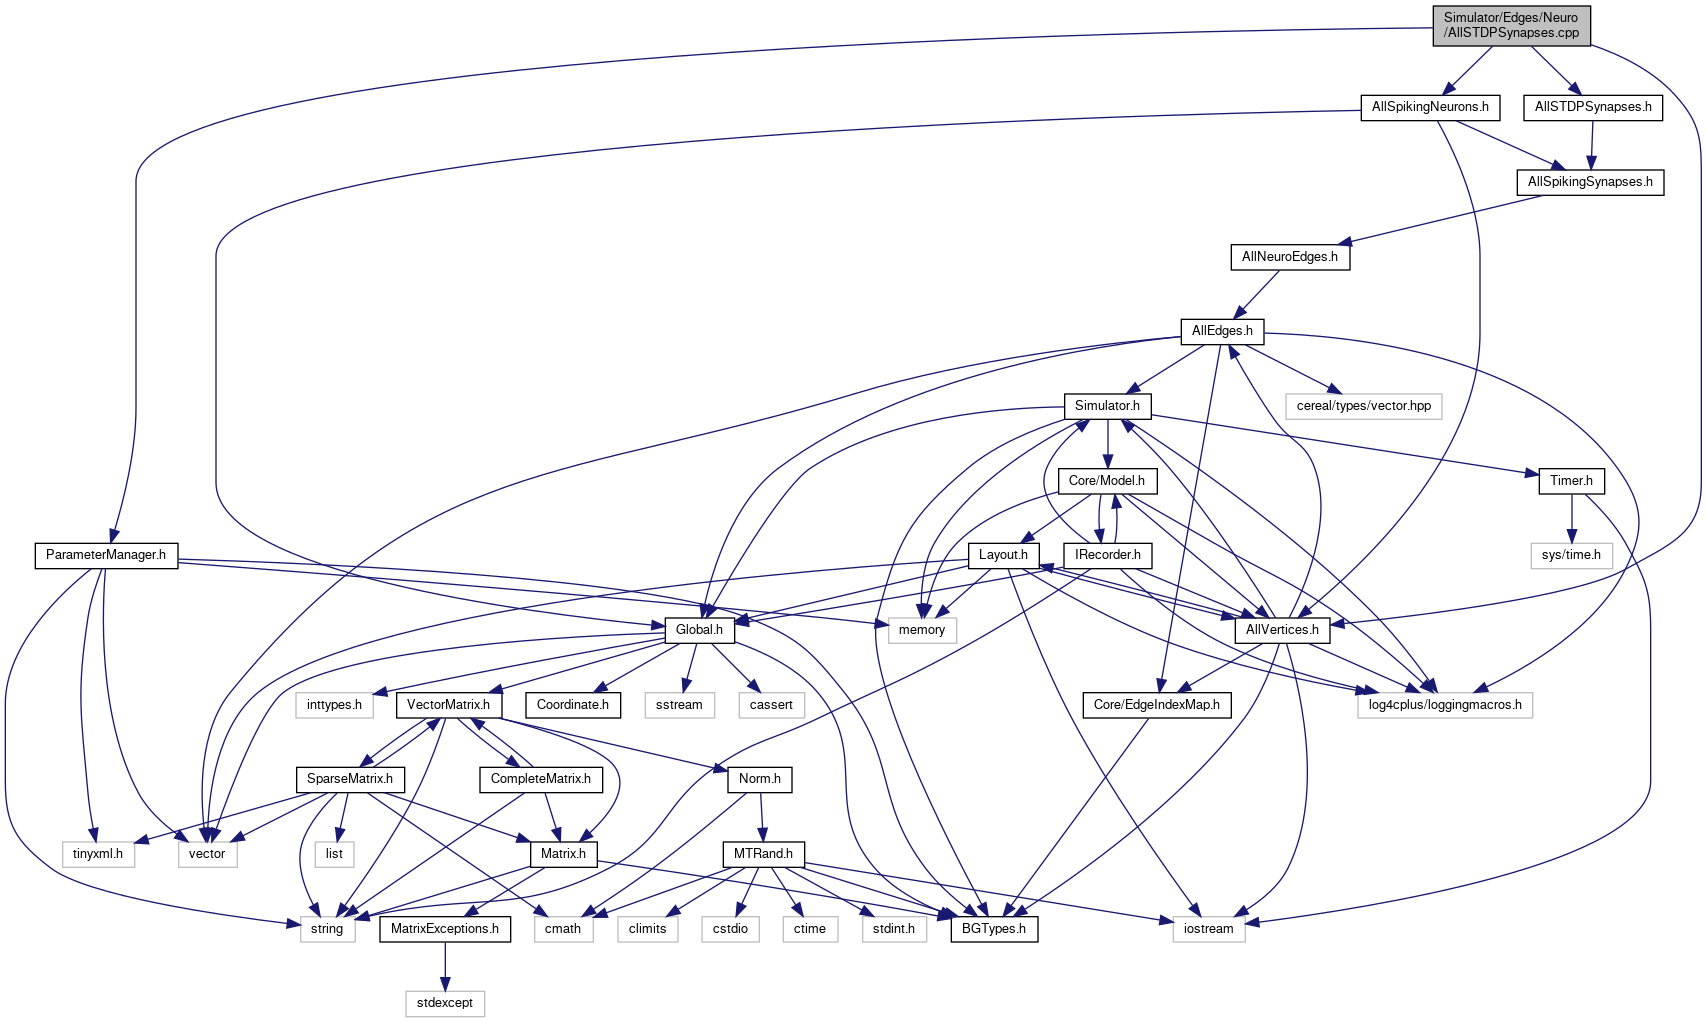 Simulator/Edges/Neuro
/AllSTDPSynapses.cpp
AllSpikingNeurons.h
AllSTDPSynapses.h
AllSpikingSynapses.h
AllNeuroEdges.h
AllEdges.h
Simulator.h
cereal/types/vector.hpp
Core/Model.h
Timer.h
ParameterManager.h
Layout.h
IRecorder.h
sys/time.h
Global.h
memory
AllVertices.h
inttypes.h
VectorMatrix.h
Coordinate.h
sstream
cassert
Core/EdgeIndexMap.h
log4cplus/loggingmacros.h
SparseMatrix.h
CompleteMatrix.h
Norm.h
tinyxml.h
vector
list
Matrix.h
MTRand.h
string
MatrixExceptions.h
cmath
climits
cstdio
ctime
stdint.h
BGTypes.h
iostream
stdexcept